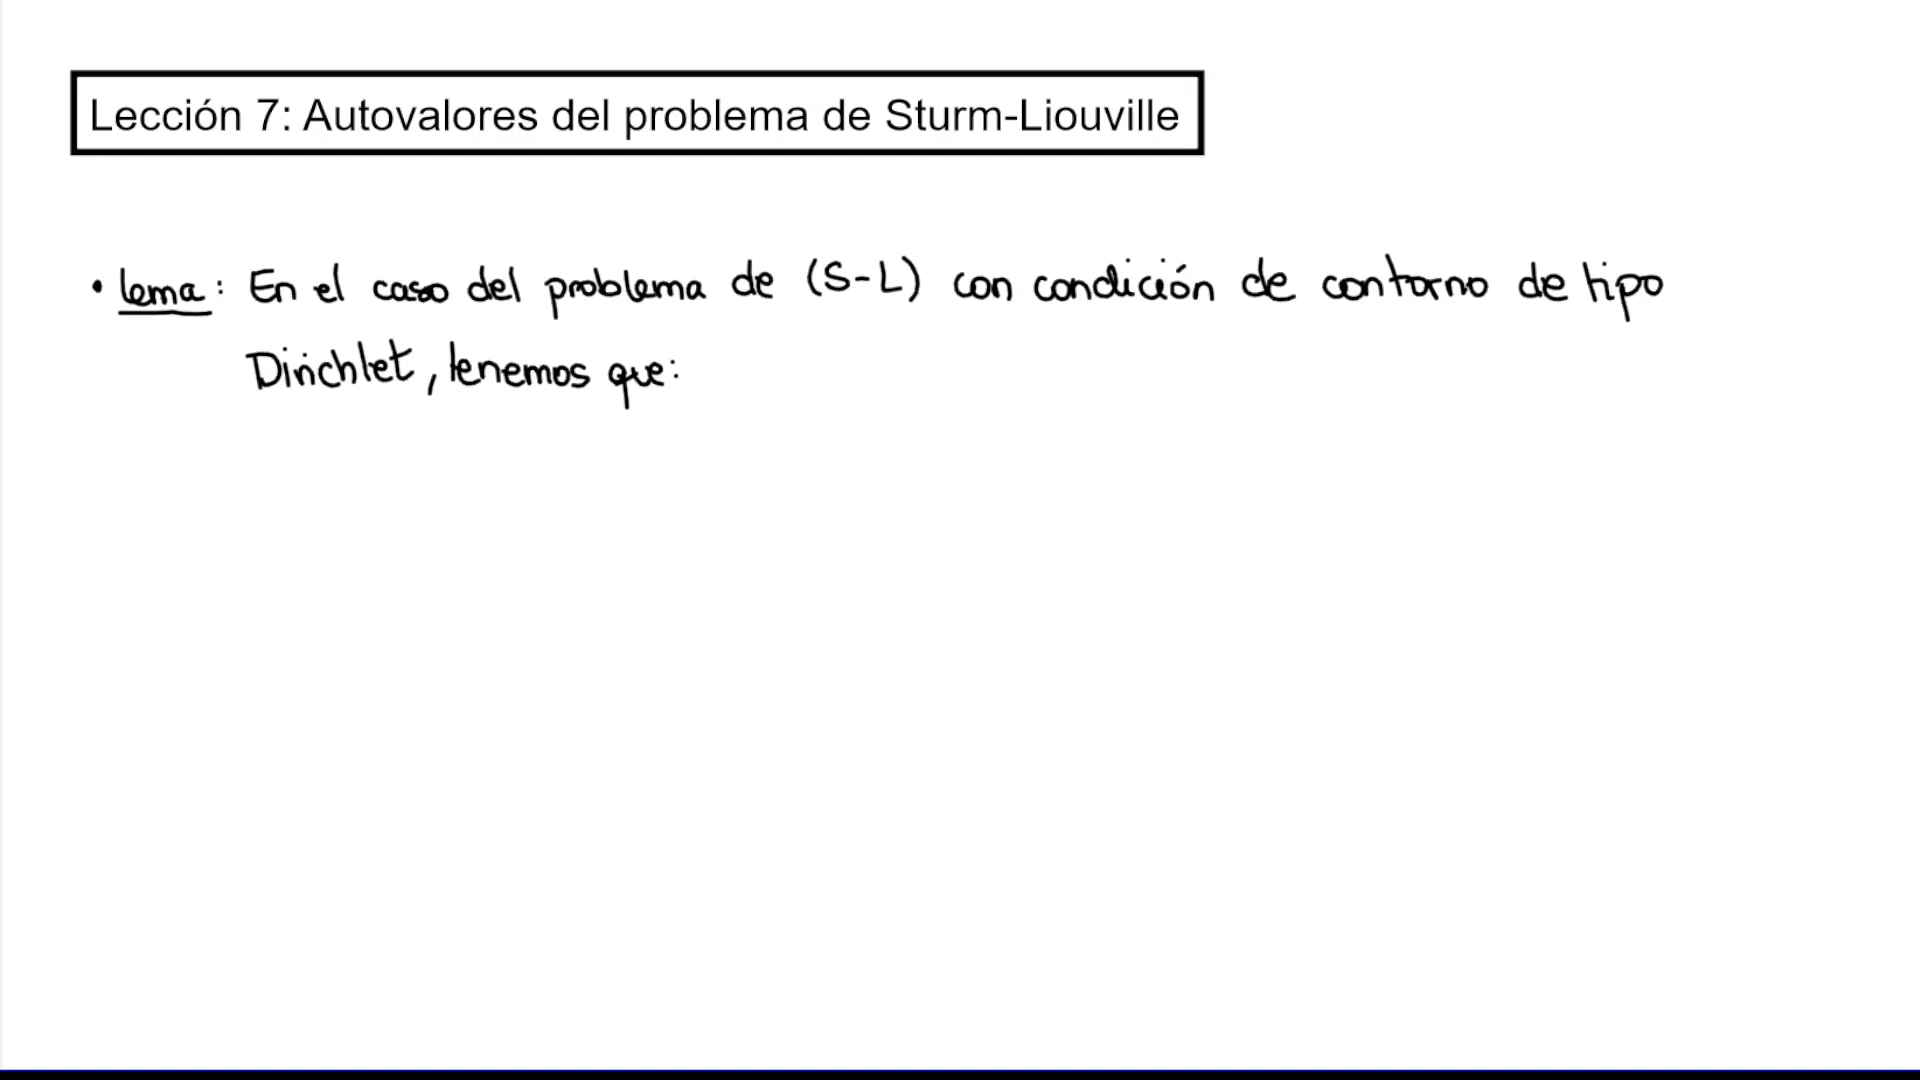 Lección 7: Autovalores del problema de Sturm-Liouville
• Lema: En el caso del problema de (S-L) con condición de contorno de tipo
Dirichlet, tenemos que: